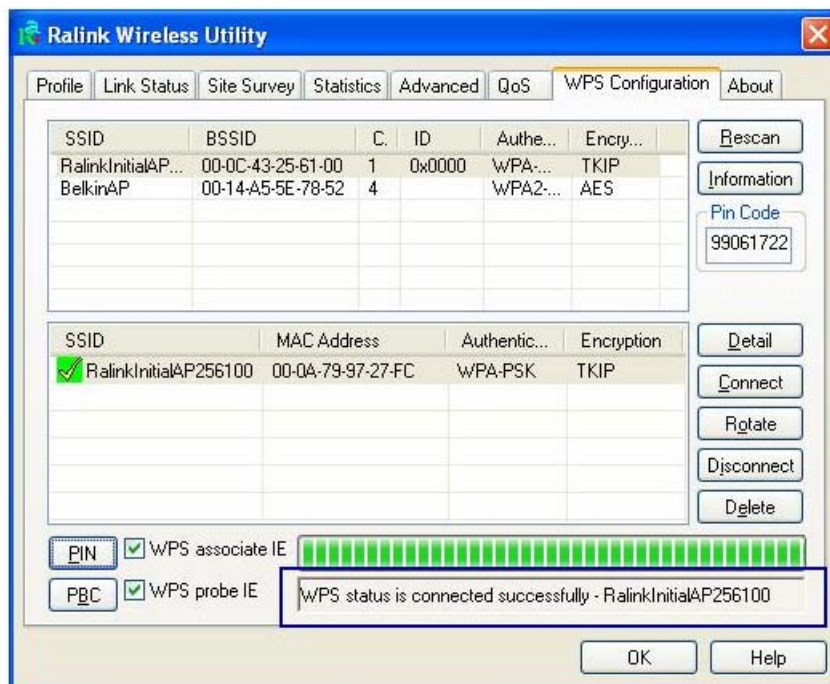 Ralink Wireless Utility
Profile Link Status Site Survey Statistics Advanced QoS WPS Configuration About
SSID BSSID C. ID Authe... Encry...
RalinkInitialAP... 00-0C-43-25-61-00 1 0x0000 WPA-... TKIP
BelkinAP 00-14-A5-5E-78-52 4 WPA2-... AES
Rescan
Information
Pin Code
99061722
SSID MAC Address Authentic... Encryption
RalinkInitialAP256100 00-0A-79-97-27-FC WPA-PSK TKIP
Detail
Connect
Rotate
Disconnect
Delete
PIN WPS associate IE
PBC WPS probe IE WPS status is connected successfully - RalinkInitialAP256100
OK Help